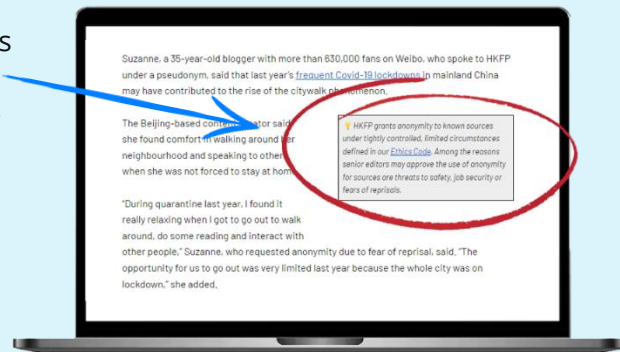 s
Suzanne, a 35-year-old blogger with more than 630,000 fans on Weibo, who spoke to HKFP
under a pseudonym, said that last year's frequent Covid-19 lockdowns in mainland China
may have contributed to the rise of the citywalk phenomenon.
The Beijing-based content creator said
she found comfort in walking around her
neighbourhood and speaking to other
when she was not forced to stay at hom
💡 HKFP grants anonymity to known sources
under tightly controlled, limited circumstances
defined in our Ethics Code. Among the reasons
senior editors may approve the use of anonymity
for sources are threats to safety, job security or
fears of reprisals.
"During quarantine last year, I found it
really relaxing when I got to go out to walk
around, do some reading and interact with
other people," Suzanne, who requested anonymity due to fear of reprisal, said. "The
opportunity for us to go out was very limited last year because the whole city was on
lockdown," she added.